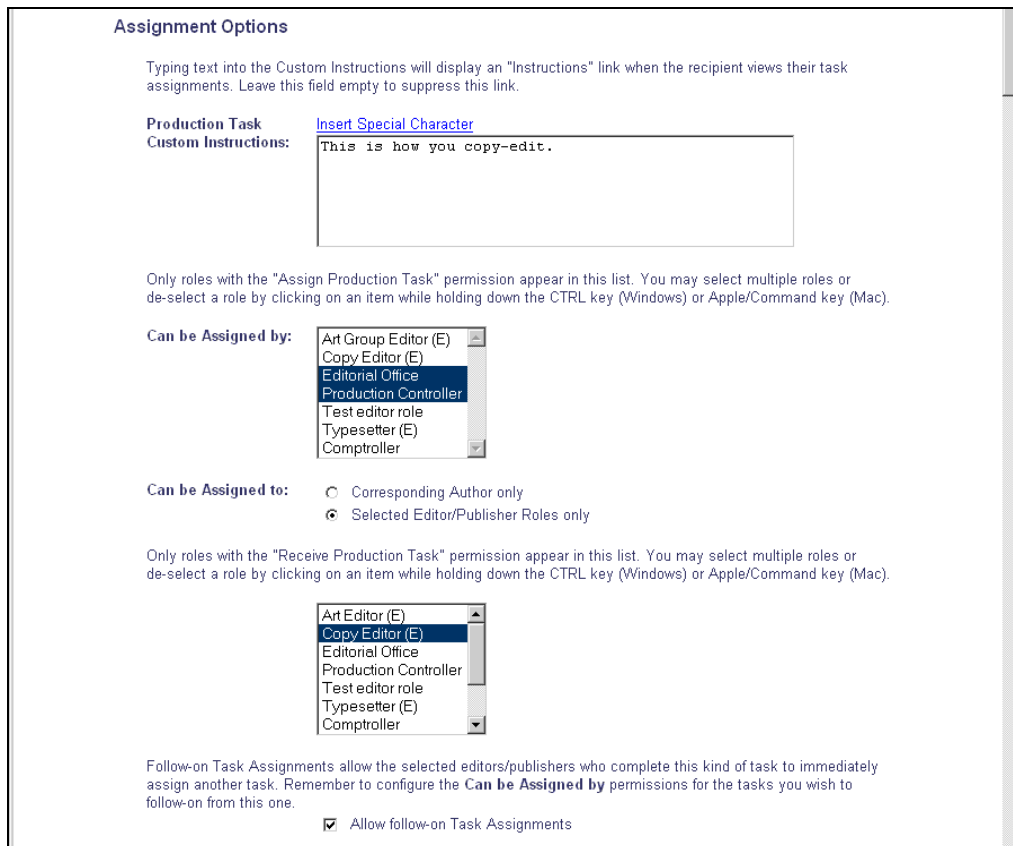 Assignment Options
Typing text into the Custom Instructions will display an "Instructions" link when the recipient views their task
assignments. Leave this field empty to suppress this link.
Production Task Insert Special Character
Custom Instructions: This is how you copy-edit.
Only roles with the "Assign Production Task" permission appear in this list. You may select multiple roles or
de-select a role by clicking on an item while holding down the CTRL key (Windows) or Apple/Command key (Mac).
Can be Assigned by: Art Group Editor (E)
Copy Editor (E)
Editorial Office
Production Controller
Test editor role
Typesetter (E)
Comptroller
Can be Assigned to: Corresponding Author only
Selected Editor/Publisher Roles only
Only roles with the "Receive Production Task" permission appear in this list. You may select multiple roles or
de-select a role by clicking on an item while holding down the CTRL key (Windows) or Apple/Command key (Mac).
Art Editor (E)
Copy Editor (E)
Editorial Office
Production Controller
Test editor role
Typesetter (E)
Comptroller
Follow-on Task Assignments allow the selected editors/publishers who complete this kind of task to immediately
assign another task. Remember to configure the Can be Assigned by permissions for the tasks you wish to
follow-on from this one.
Allow follow-on Task Assignments